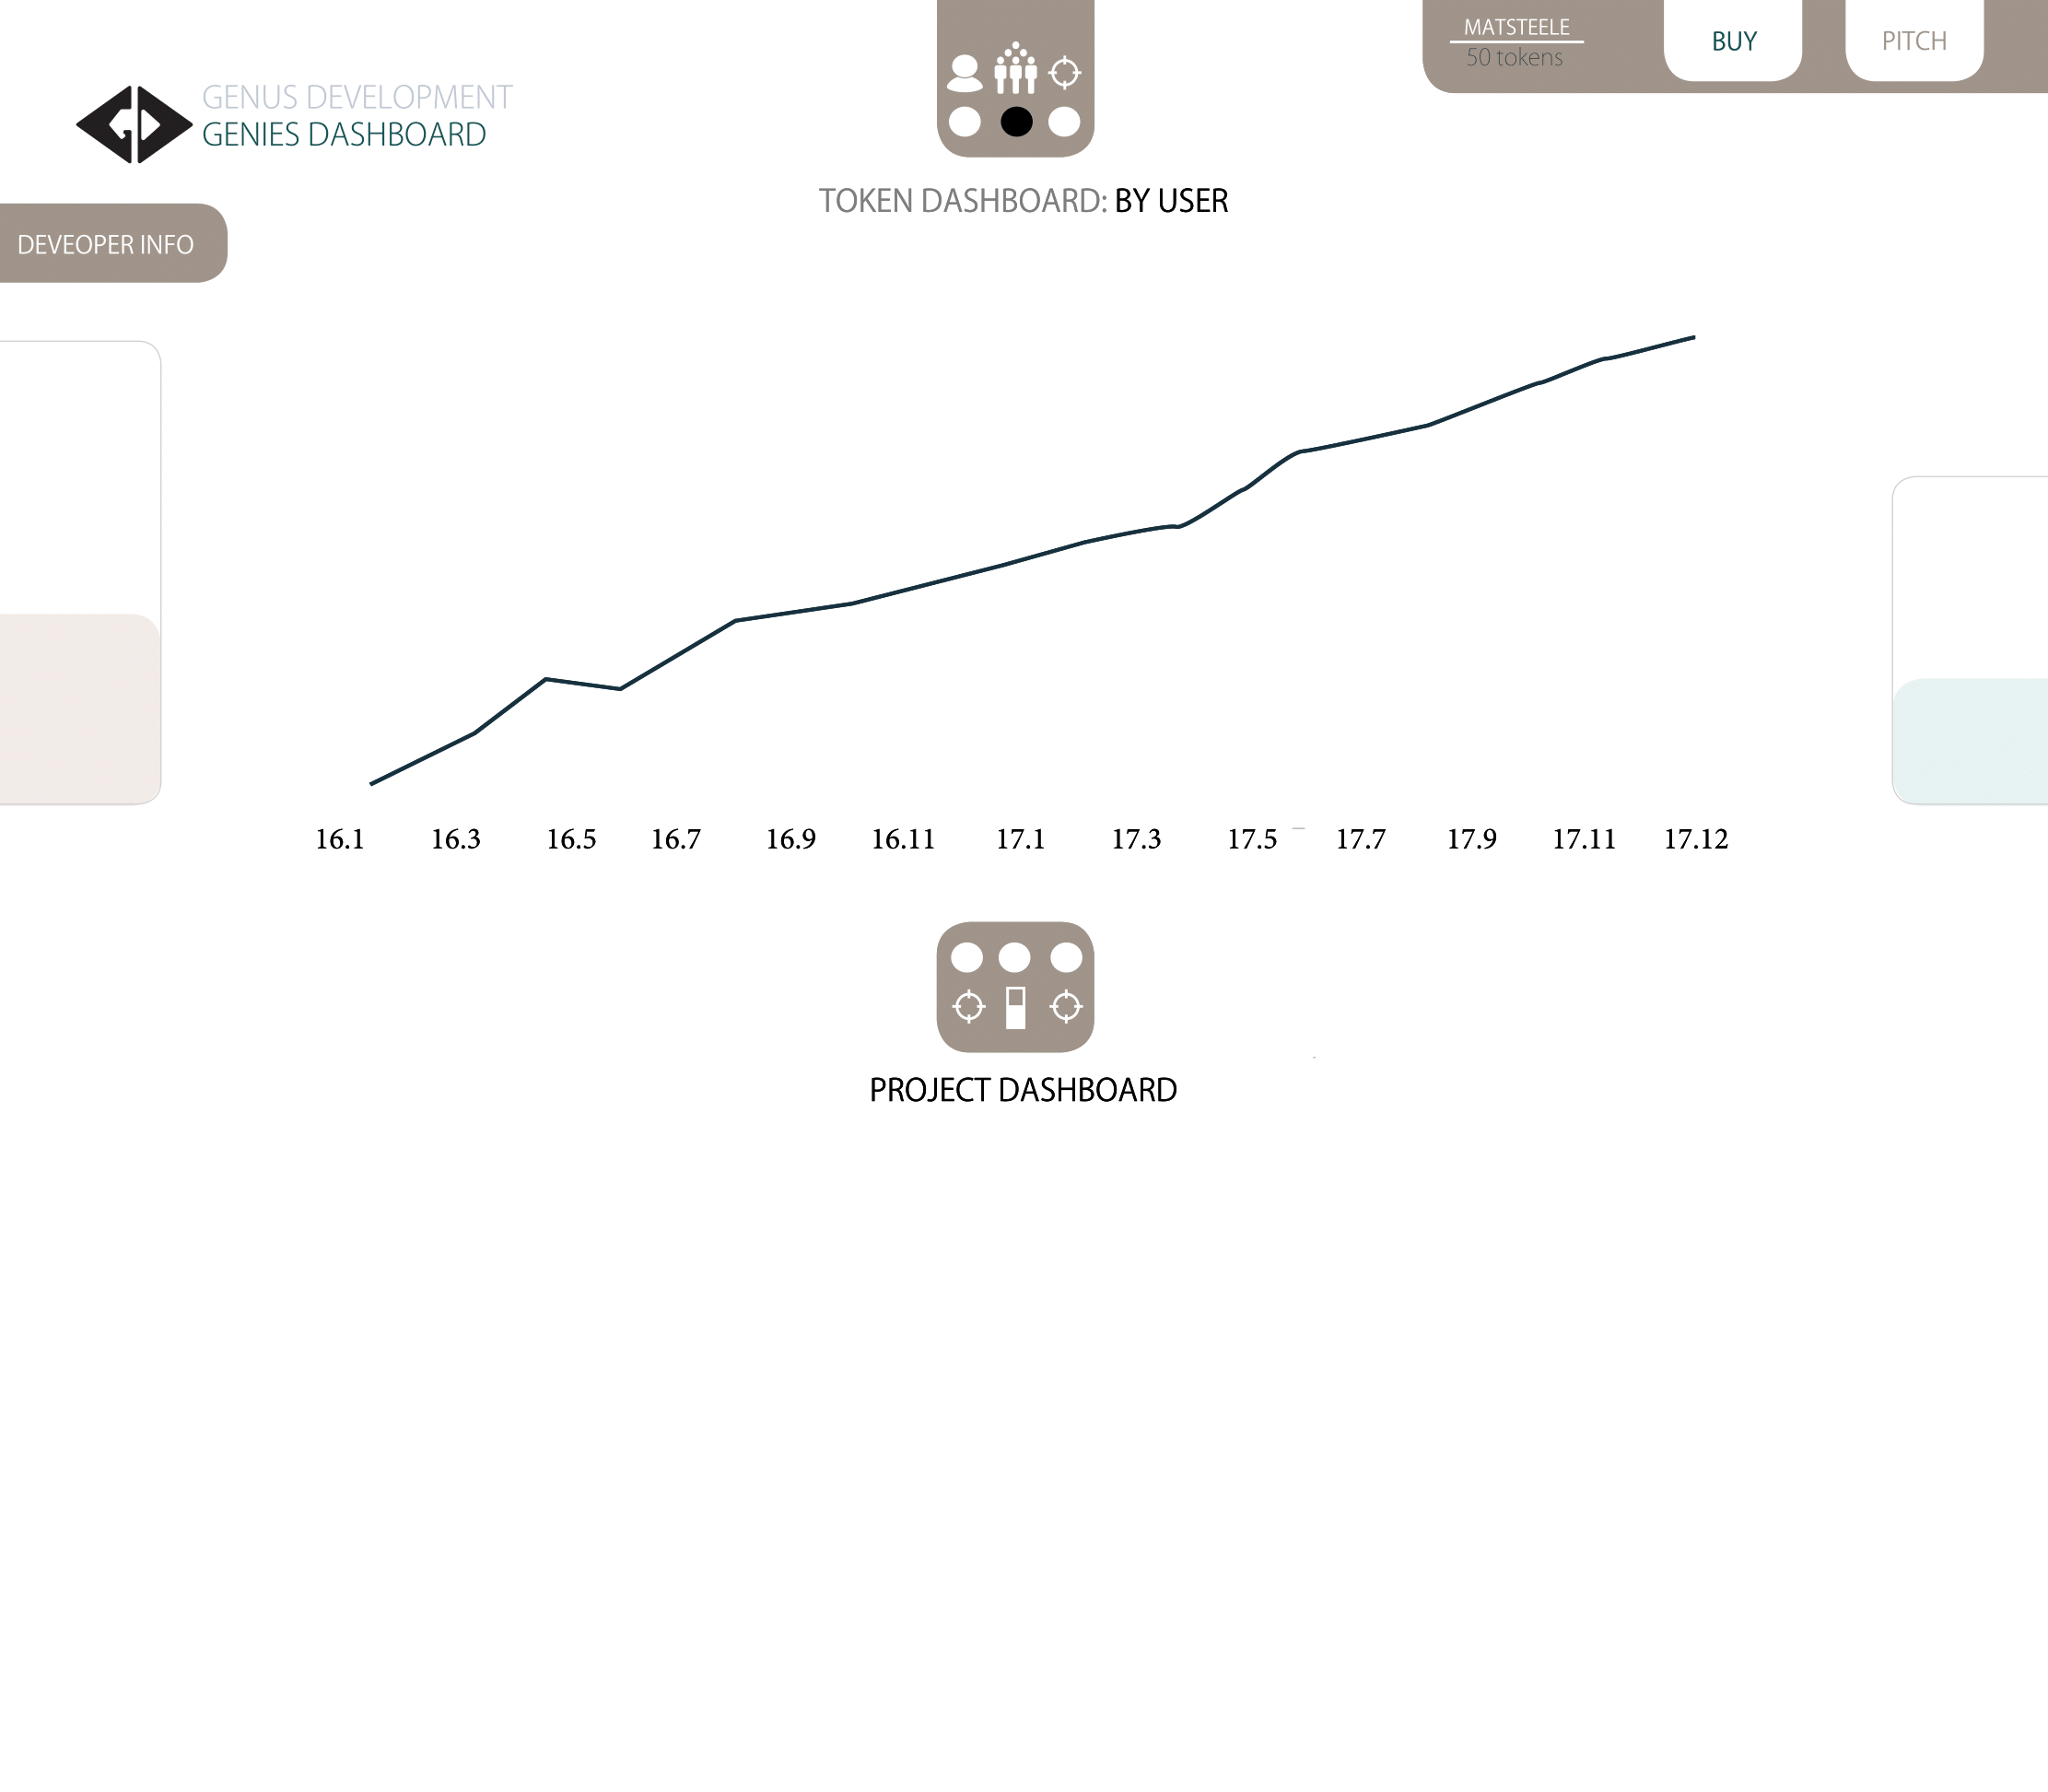 MATSTEELE
50 tokens
BUY
PITCH
GENUS DEVELOPMENT
GENIES DASHBOARD
TOKEN DASHBOARD: BY USER
DEVEOPER INFO
16.1 16.3 16.5 16.7 16.9 16.11 17.1 17.3 17.5 17.7 17.9 17.11 17.12
PROJECT DASHBOARD